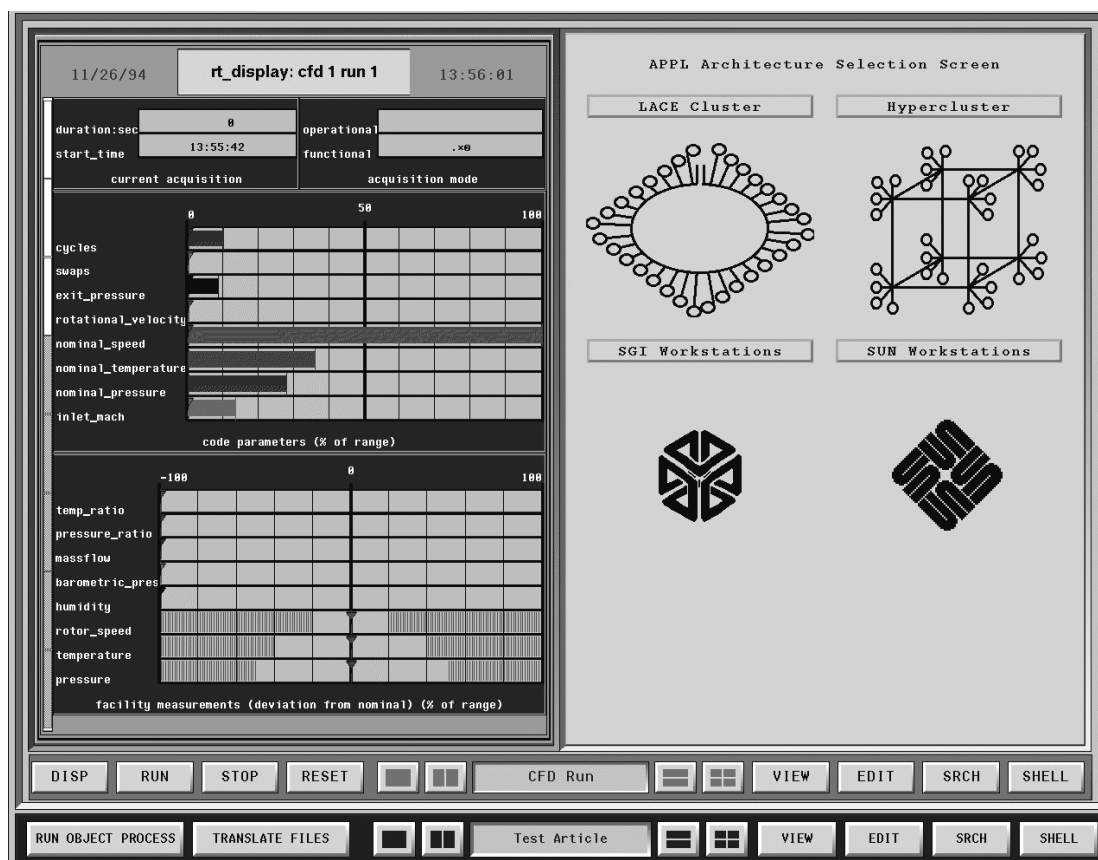 11/26/94 rt_display: cfd 1 run 1 13:56:01
duration:sec 0 operational
start_time 13:55:42 functional .×0
current acquisition acquisition mode
0 50 100
cycles
swaps
exit_pressure
rotational_velocity
nominal_speed
nominal_temperature
nominal_pressure
inlet_mach
code parameters (% of range)
-100 0 100
temp_ratio
pressure_ratio
massflow
barometric_pres
humidity
rotor_speed
temperature
pressure
facility measurements (deviation from nominal) (% of range)
APPL Architecture Selection Screen
LACE Cluster Hypercluster
SGI Workstations SUN Workstations
DISP RUN STOP RESET CFD Run VIEW EDIT SRCH SHELL
RUN OBJECT PROCESS TRANSLATE FILES Test Article VIEW EDIT SRCH SHELL